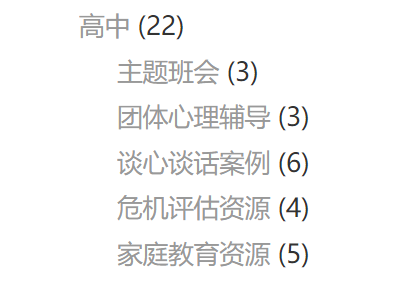 高中 (22)
主题班会 (3)
团体心理辅导 (3)
谈心谈话案例 (6)
危机评估资源 (4)
家庭教育资源 (5)